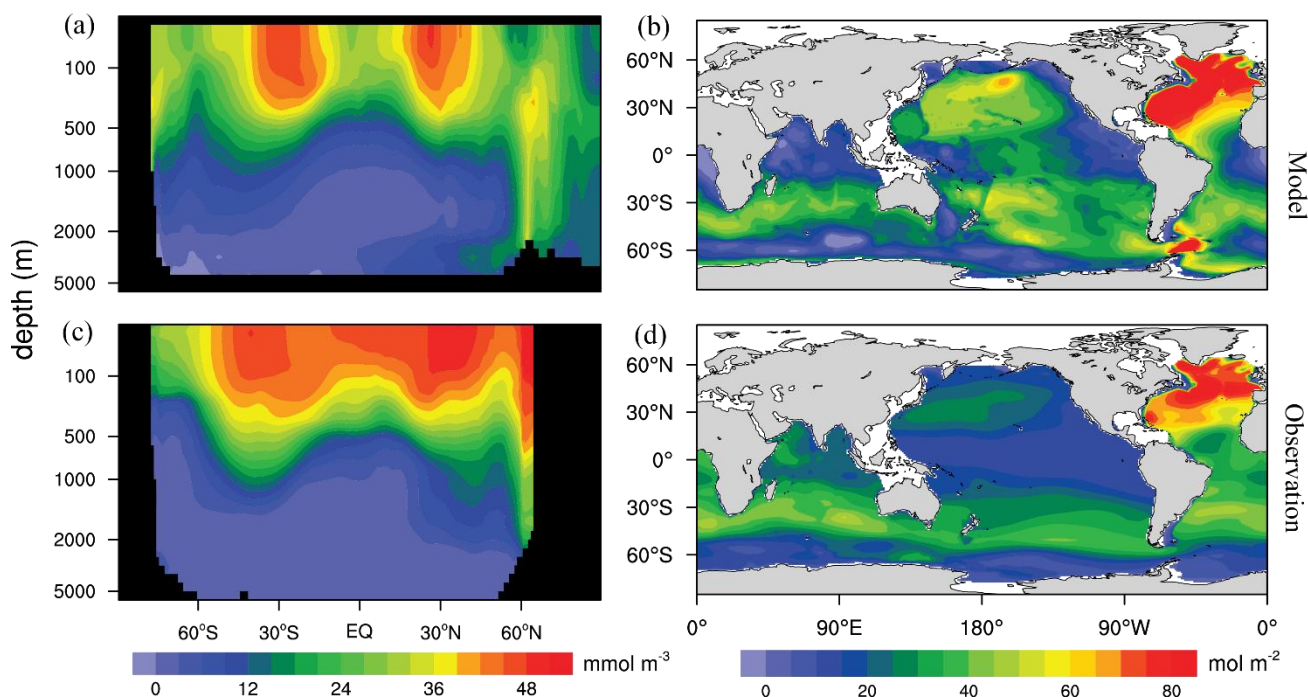 (a)
100
500
1000
2000
5000
(b)
60°N
30°N
0°
30°S
60°S
Model
depth (m)
(c)
100
500
1000
2000
5000
60°S 30°S EQ 30°N 60°N
(d)
60°N
30°N
0°
30°S
60°S
0° 90°E 180° 90°W 0°
Observation
0 12 24 36 48 mmol m⁻³
0 20 40 60 80 mol m⁻²